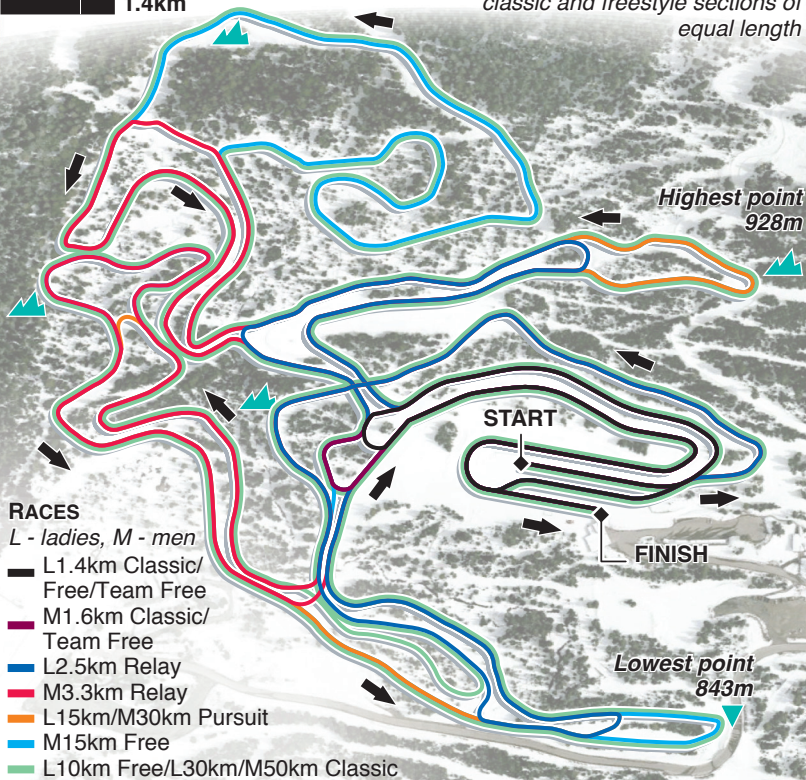 1.4km
classic and freestyle sections of
equal length
Highest point
928m
START
FINISH
RACES
L - ladies, M - men
L1.4km Classic/
Free/Team Free
M1.6km Classic/
Team Free
L2.5km Relay
M3.3km Relay
L15km/M30km Pursuit
M15km Free
L10km Free/L30km/M50km Classic
Lowest point
843m